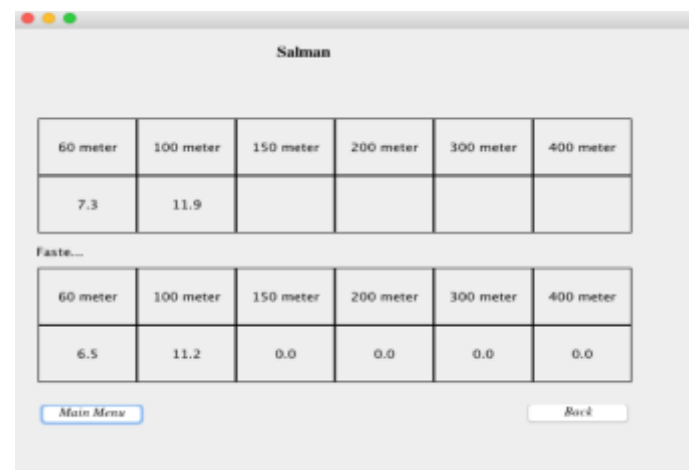 Salman
60 meter 100 meter 150 meter 200 meter 300 meter 400 meter
7.3 11.9
Faste...
60 meter 100 meter 150 meter 200 meter 300 meter 400 meter
6.5 11.2 0.0 0.0 0.0 0.0
Main Menu Back